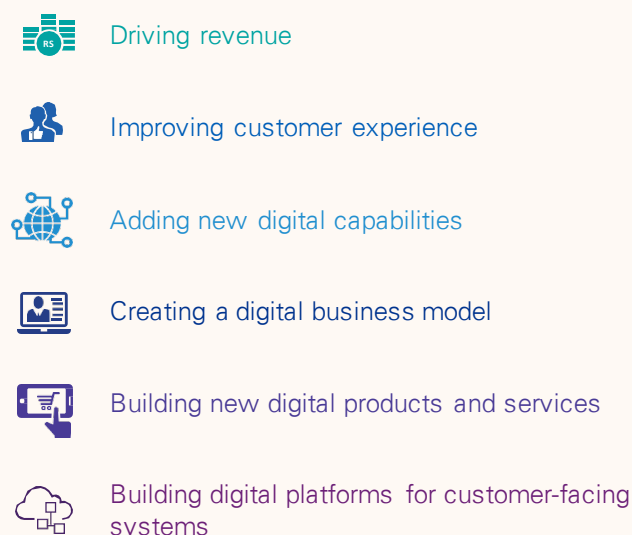 RS
Driving revenue
Improving customer experience
Adding new digital capabilities
Creating a digital business model
Building new digital products and services
Building digital platforms for customer-facing
systems